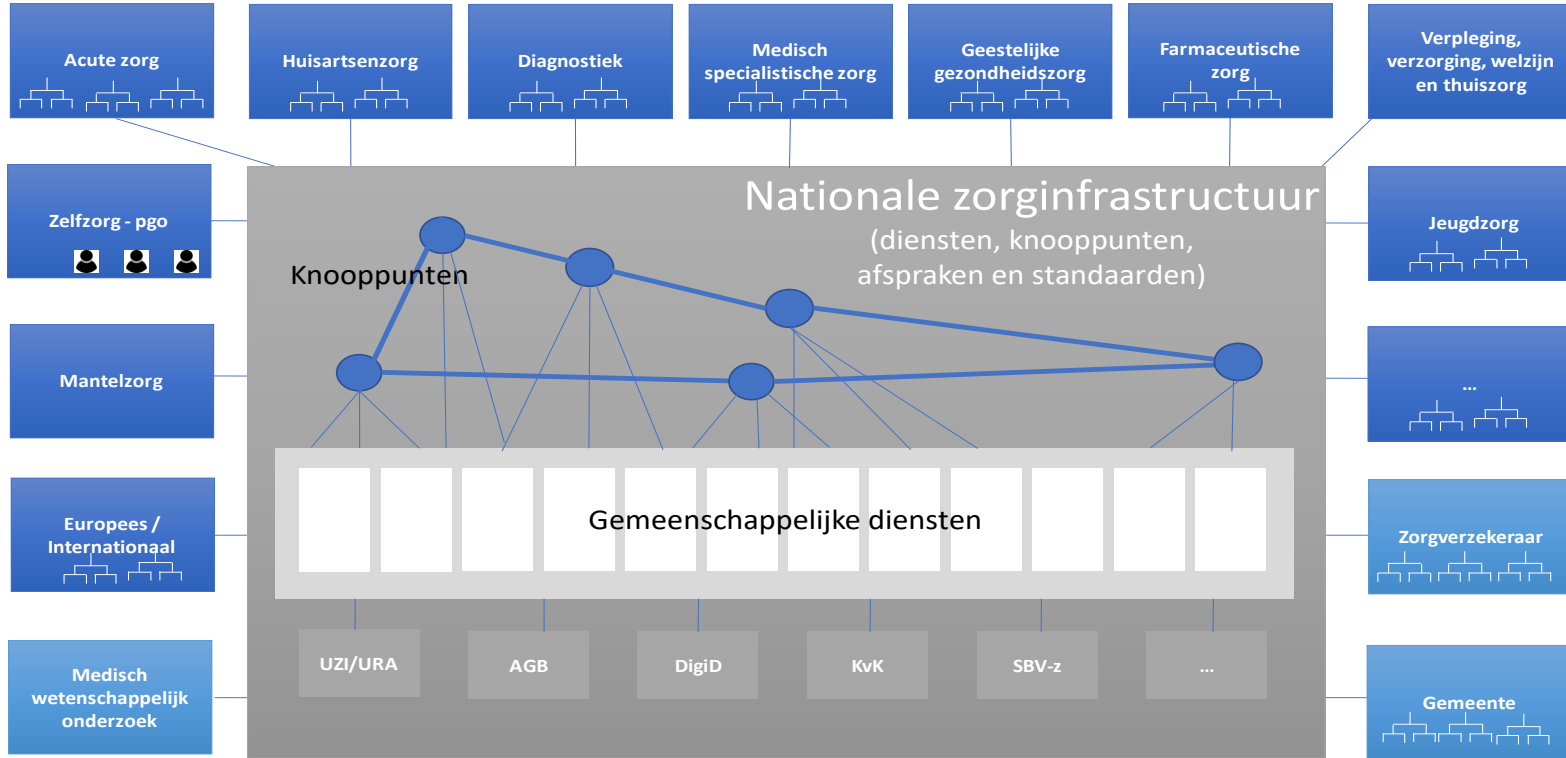 Acute zorg
Huisartsenzorg
Diagnostiek
Medisch
specialistische zorg
Geestelijke
gezondheidszorg
Farmaceutische
zorg
Verpleging,
verzorging, welzijn
en thuiszorg
Zelfzorg - pgo
Mantelzorg
Europees /
Internationaal
Medisch
wetenschappelijk
onderzoek
Nationale zorginfrastructuur
(diensten, knooppunten,
afspraken en standaarden)
Knooppunten
Gemeenschappelijke diensten
UZI/URA
AGB
DigiD
KvK
SBV-z
...
Jeugdzorg
...
Zorgverzekeraar
Gemeente